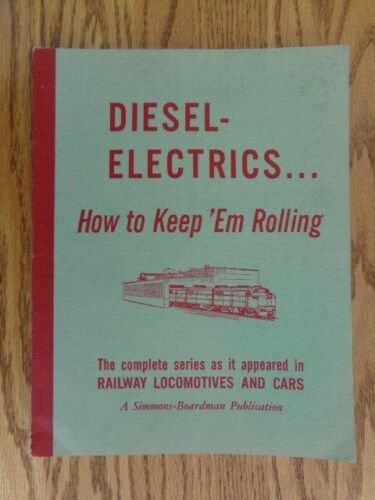 DIESEL-
ELECTRICS...
How to Keep 'Em Rolling
The complete series as it appeared in
RAILWAY LOCOMOTIVES AND CARS
A Simmons-Boardman Publication